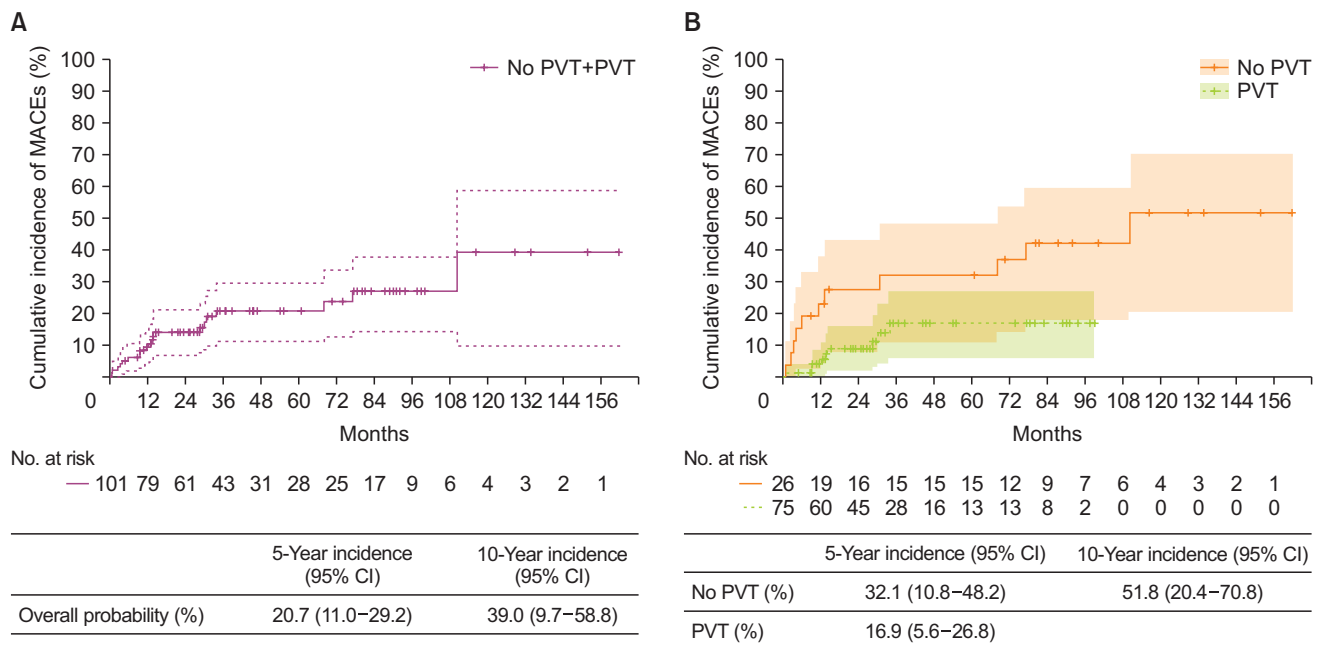 A
Cumulative incidence of MACEs (%)
100
90
80
70
60
50
40
30
20
10
No PVT+PVT
0 12 24 36 48 60 72 84 96 108 120 132 144 156
Months
No. at risk
101 79 61 43 31 28 25 17 9 6 4 3 2 1
5-Year incidence (95% CI) 10-Year incidence (95% CI)
Overall probability (%) 20.7 (11.0–29.2) 39.0 (9.7–58.8)
B
Cumulative incidence of MACEs (%)
100
90
80
70
60
50
40
30
20
10
No PVT
PVT
0 12 24 36 48 60 72 84 96 108 120 132 144 156
Months
No. at risk
26 19 16 15 15 15 12 9 7 6 4 3 2 1
75 60 45 28 16 13 13 8 2 0 0 0 0 0
5-Year incidence (95% CI) 10-Year incidence (95% CI)
No PVT (%) 32.1 (10.8–48.2) 51.8 (20.4–70.8)
PVT (%) 16.9 (5.6–26.8)